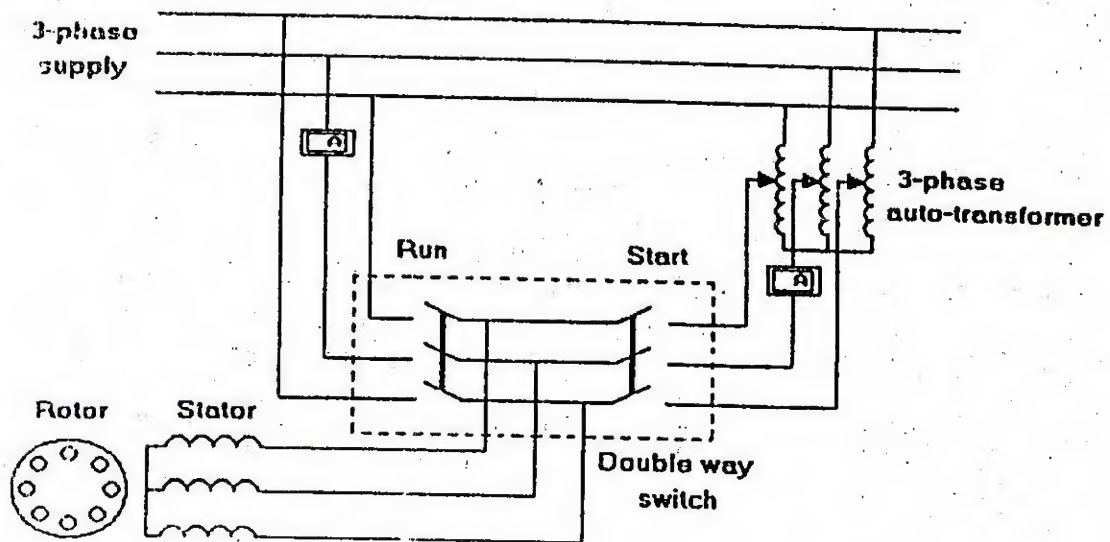 3-phase
supply
A
3-phase
auto-transformer
Run
Start
A
Rotor
Stator
Double way
switch